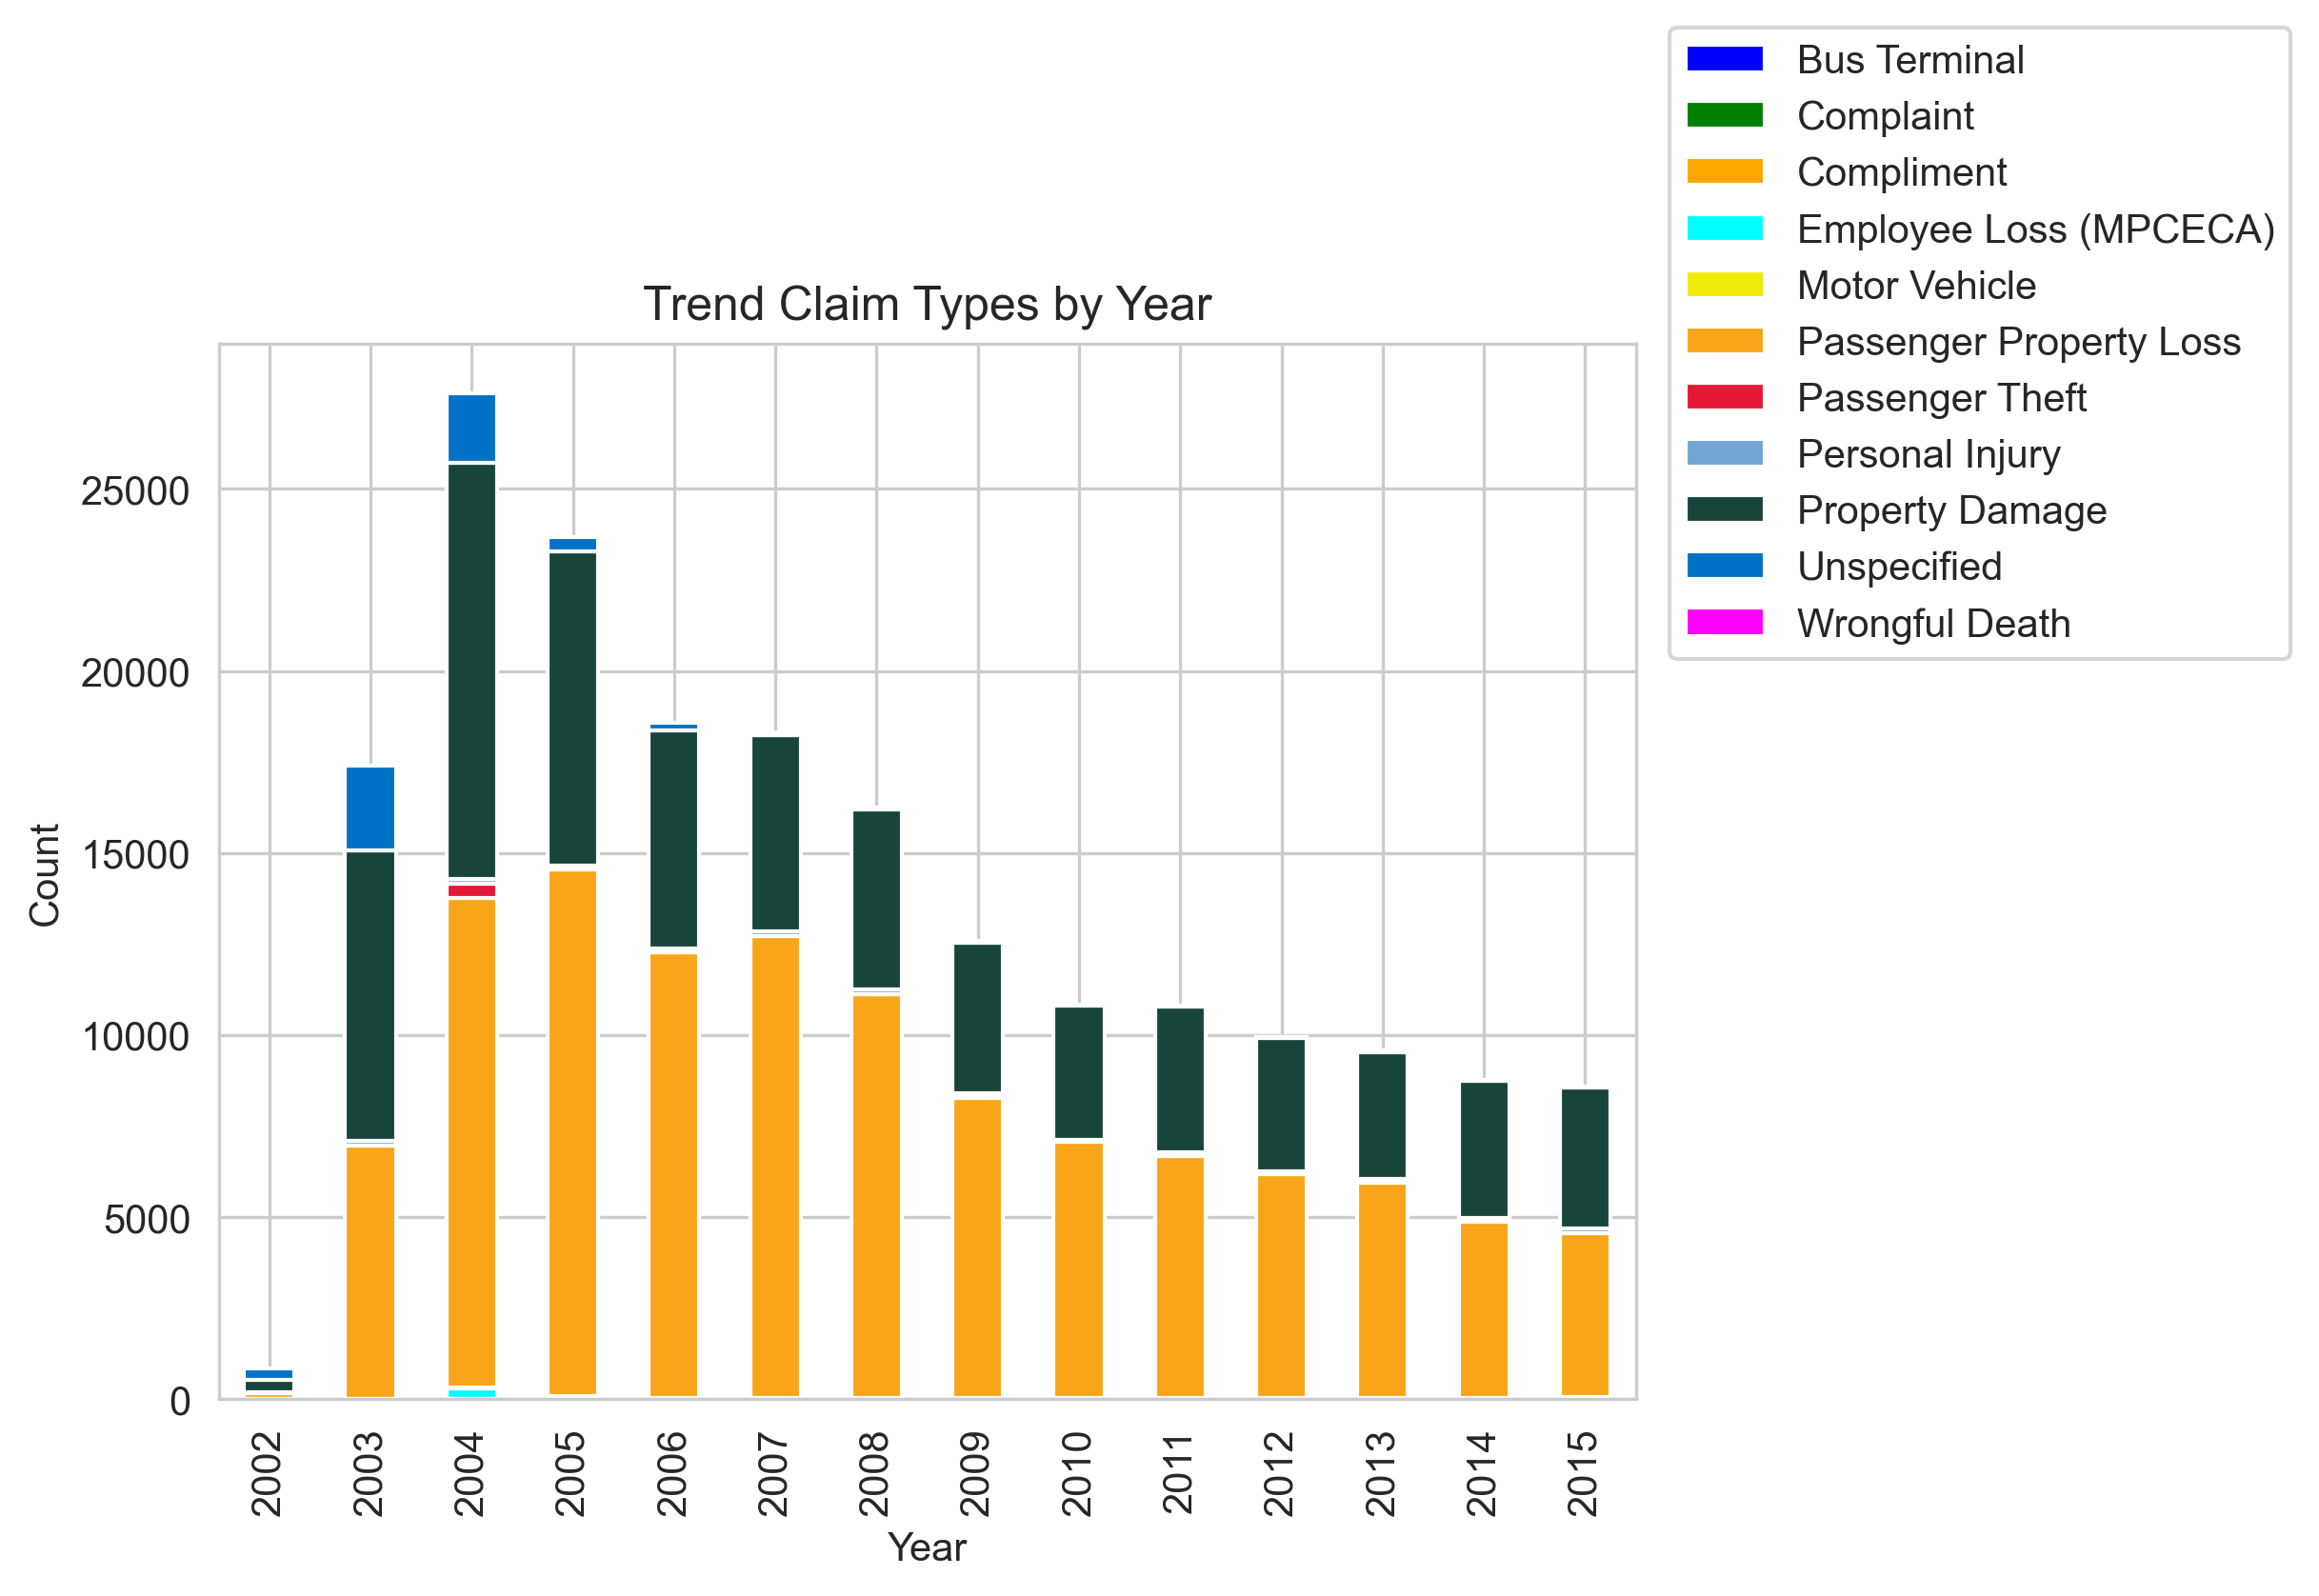 Bus Terminal
Complaint
Compliment
Employee Loss (MPCECA)
Motor Vehicle
Passenger Property Loss
Passenger Theft
Personal Injury
Property Damage
Unspecified
Wrongful Death
Trend Claim Types by Year
25000
20000
15000
10000
5000
0
Count
2002
2003
2004
2005
2006
2007
2008
2009
2010
2011
2012
2013
2014
2015
Year